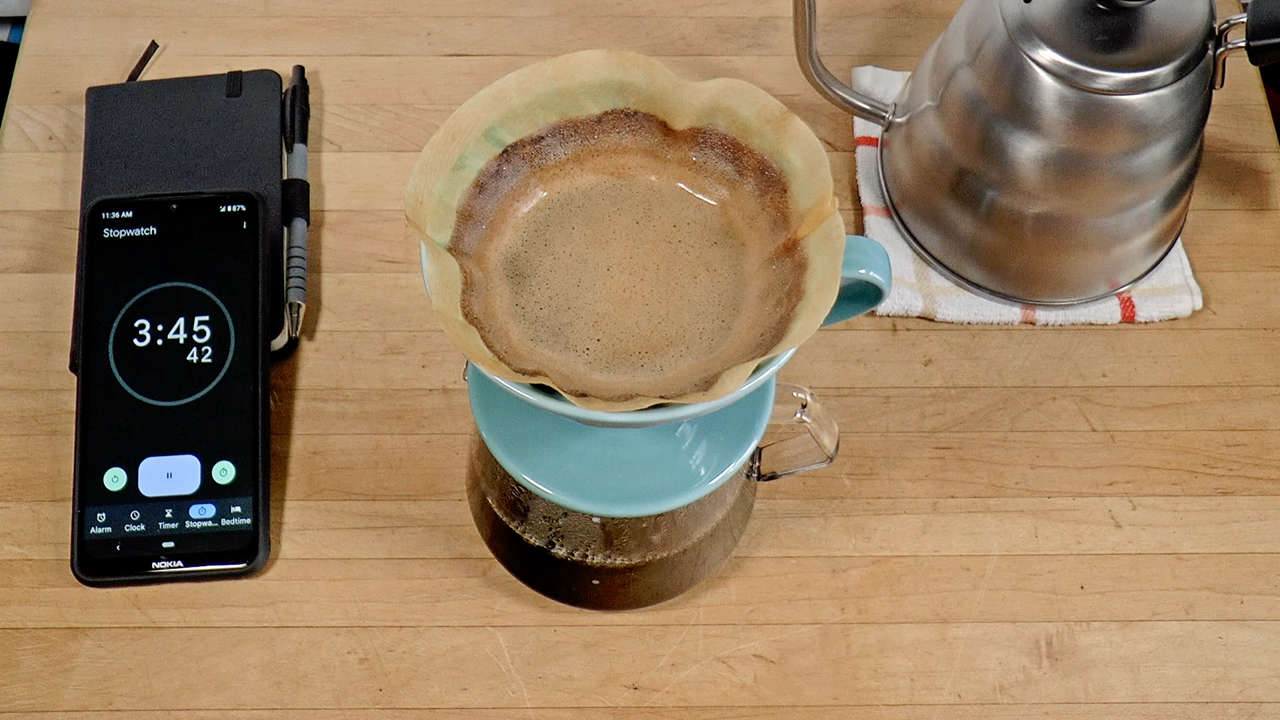 11:36 AM
87%
Stopwatch
3:45
42
Alarm
Clock
Timer
Stopwa...
Bedtime
NOKIA